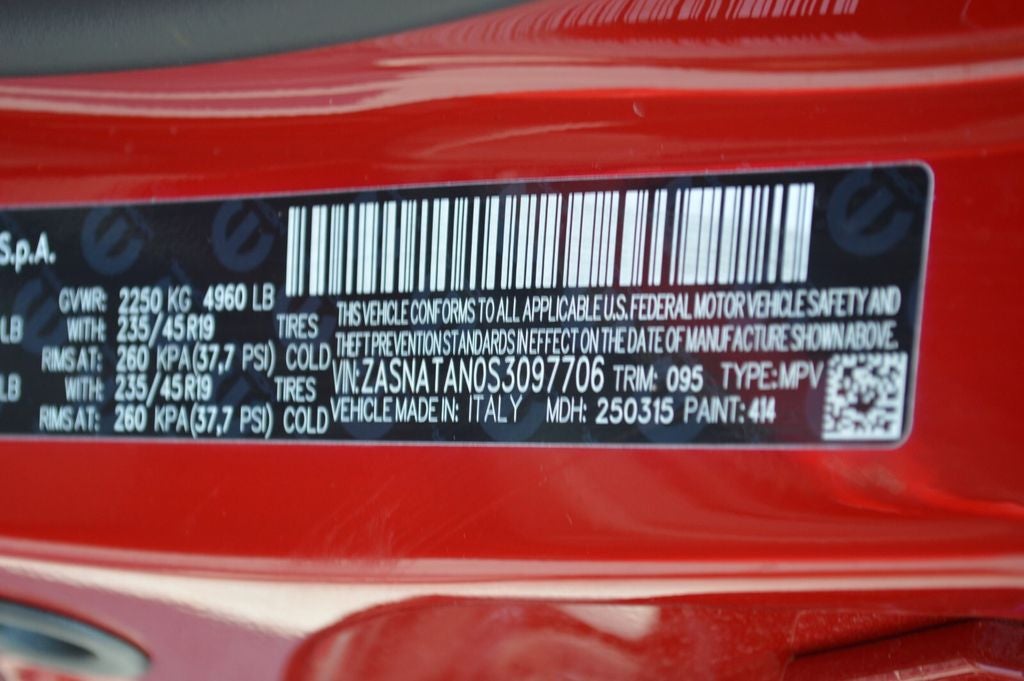 S.p.A.
GVWR: 2250 KG 4960 LB
LB WITH: 235/45R19 TIRES
RIMS AT: 260 KPA(37,7 PSI) COLD
LB WITH: 235/45R19 TIRES
RIMS AT: 260 KPA(37,7 PSI) COLD
THIS VEHICLE CONFORMS TO ALL APPLICABLE U.S. FEDERAL MOTOR VEHICLE SAFETY AND
THEFT PREVENTION STANDARDS IN EFFECT ON THE DATE OF MANUFACTURE SHOWN ABOVE.
VIN: ZASNATAN0S3097706 TRIM: 095 TYPE: MPV
VEHICLE MADE IN: ITALY MDH: 250315 PAINT: 414